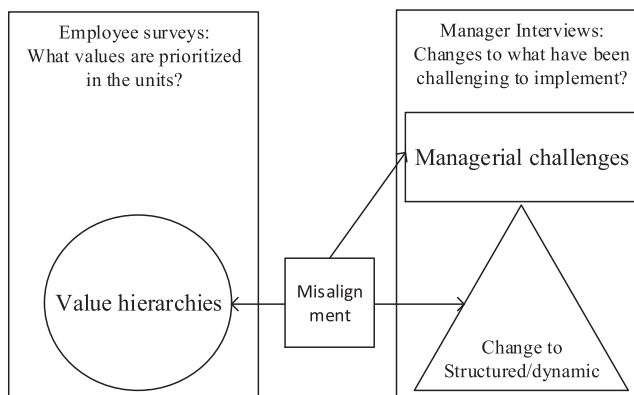 Employee surveys:
What values are prioritized
in the units?
Manager Interviews:
Changes to what have been
challenging to implement?
Managerial challenges
Value hierarchies
Misalign
ment
Change to
Structured/dynamic